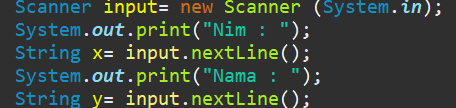 Scanner input= new Scanner (System.in);
System.out.print("Nim : ");
String x= input.nextLine();
System.out.print("Nama : ");
String y= input.nextLine();